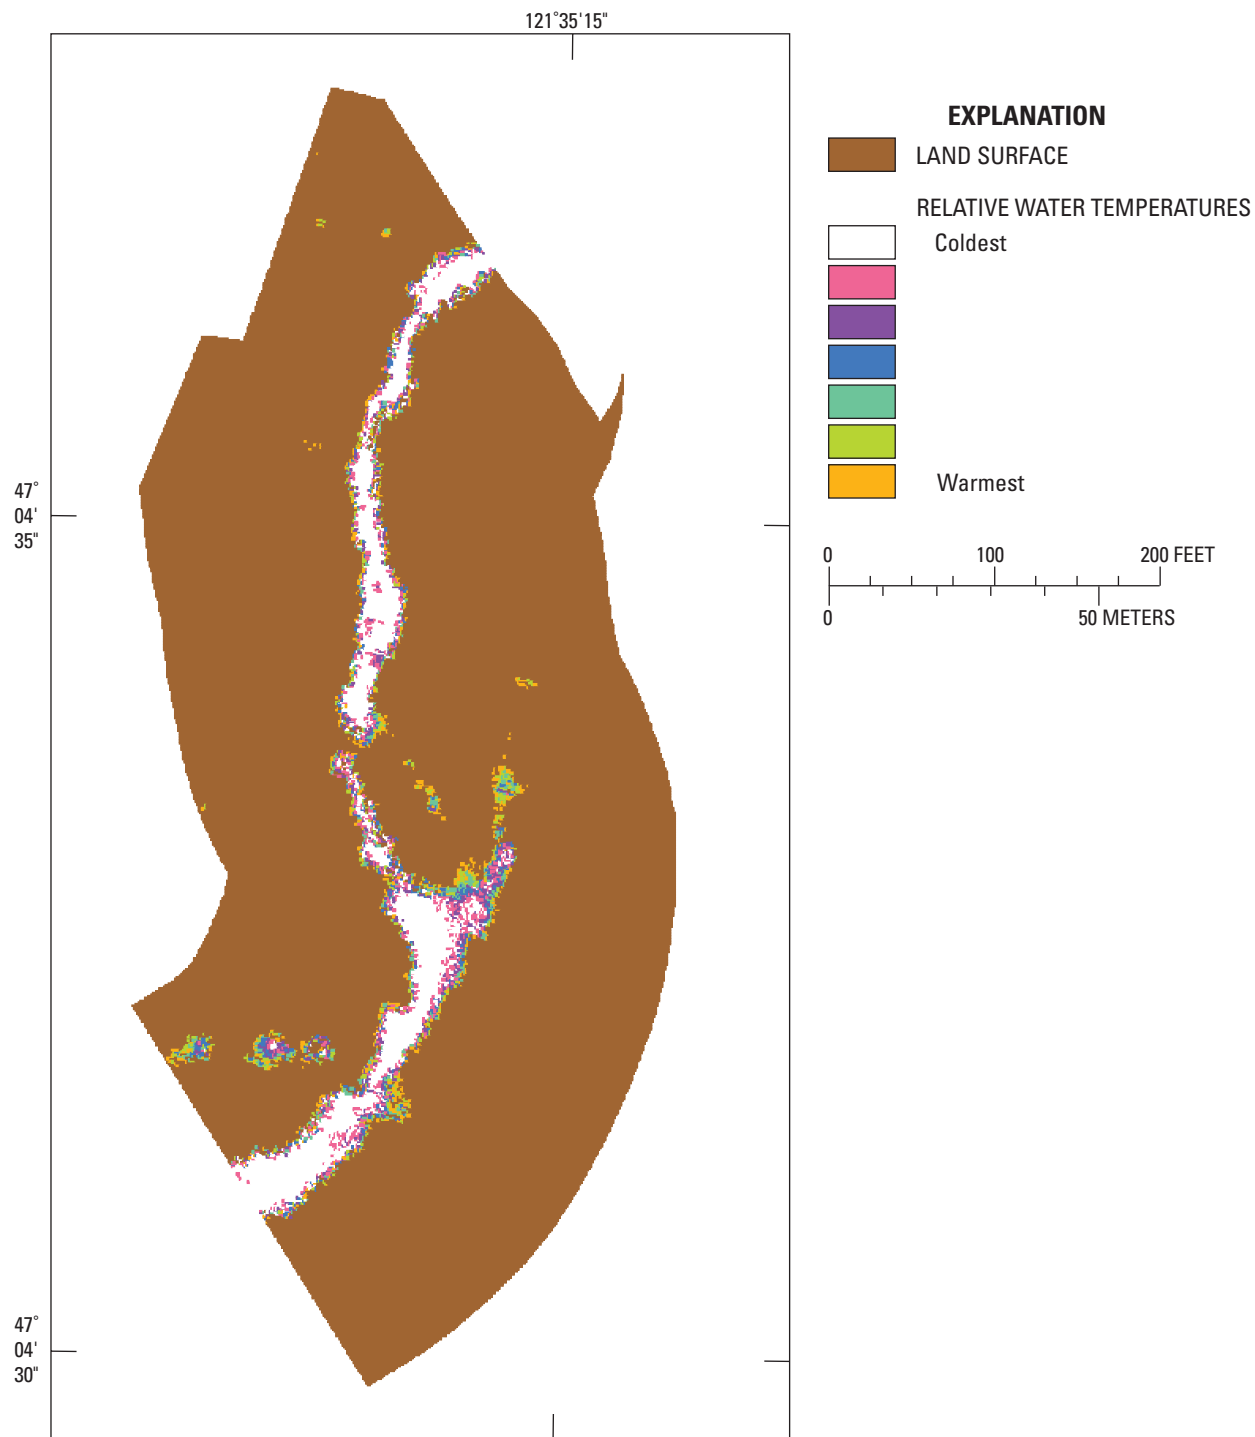 121°35'15"
EXPLANATION
LAND SURFACE
RELATIVE WATER TEMPERATURES
Coldest
Warmest
47°
04'
35"
0 100 200 FEET
0 50 METERS
47°
04'
30"